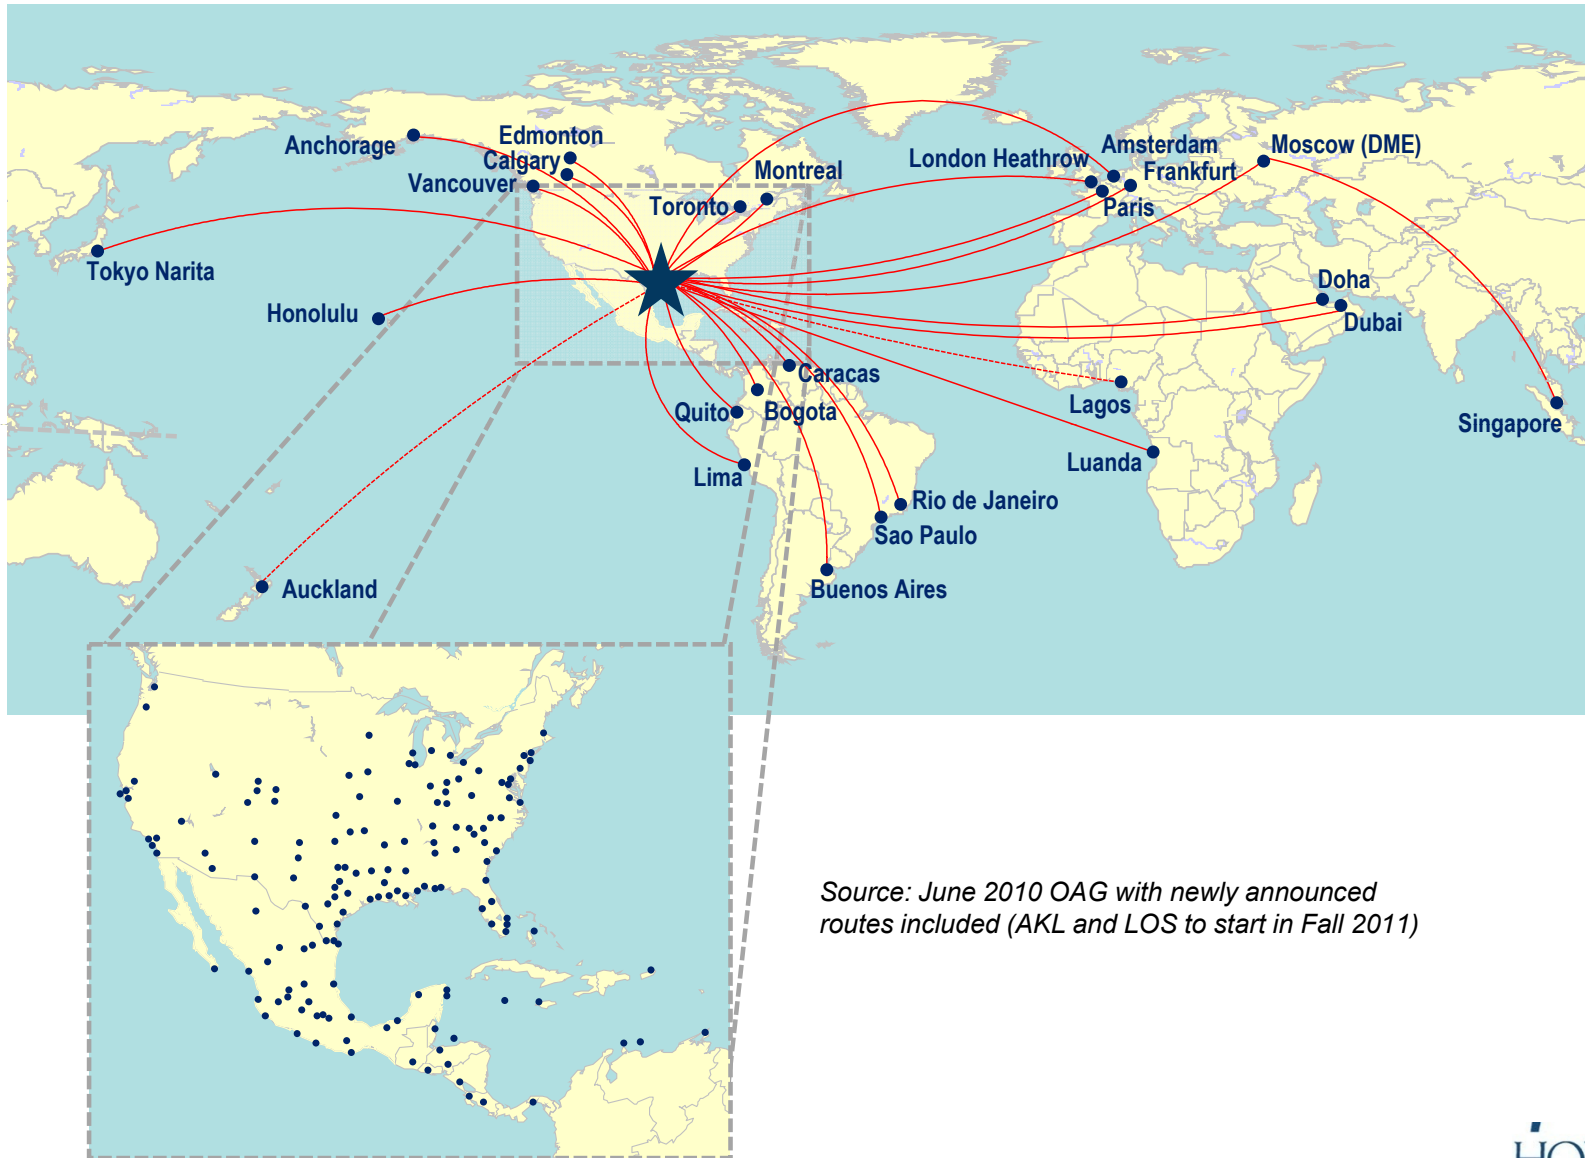 Anchorage
Edmonton
Calgary
Vancouver
Montreal
Toronto
London Heathrow
Amsterdam
Frankfurt
Paris
Moscow (DME)
Tokyo Narita
Honolulu
Doha
Dubai
Caracas
Bogota
Quito
Lagos
Singapore
Lima
Luanda
Rio de Janeiro
Sao Paulo
Buenos Aires
Auckland
Source: June 2010 OAG with newly announced
routes included (AKL and LOS to start in Fall 2011)